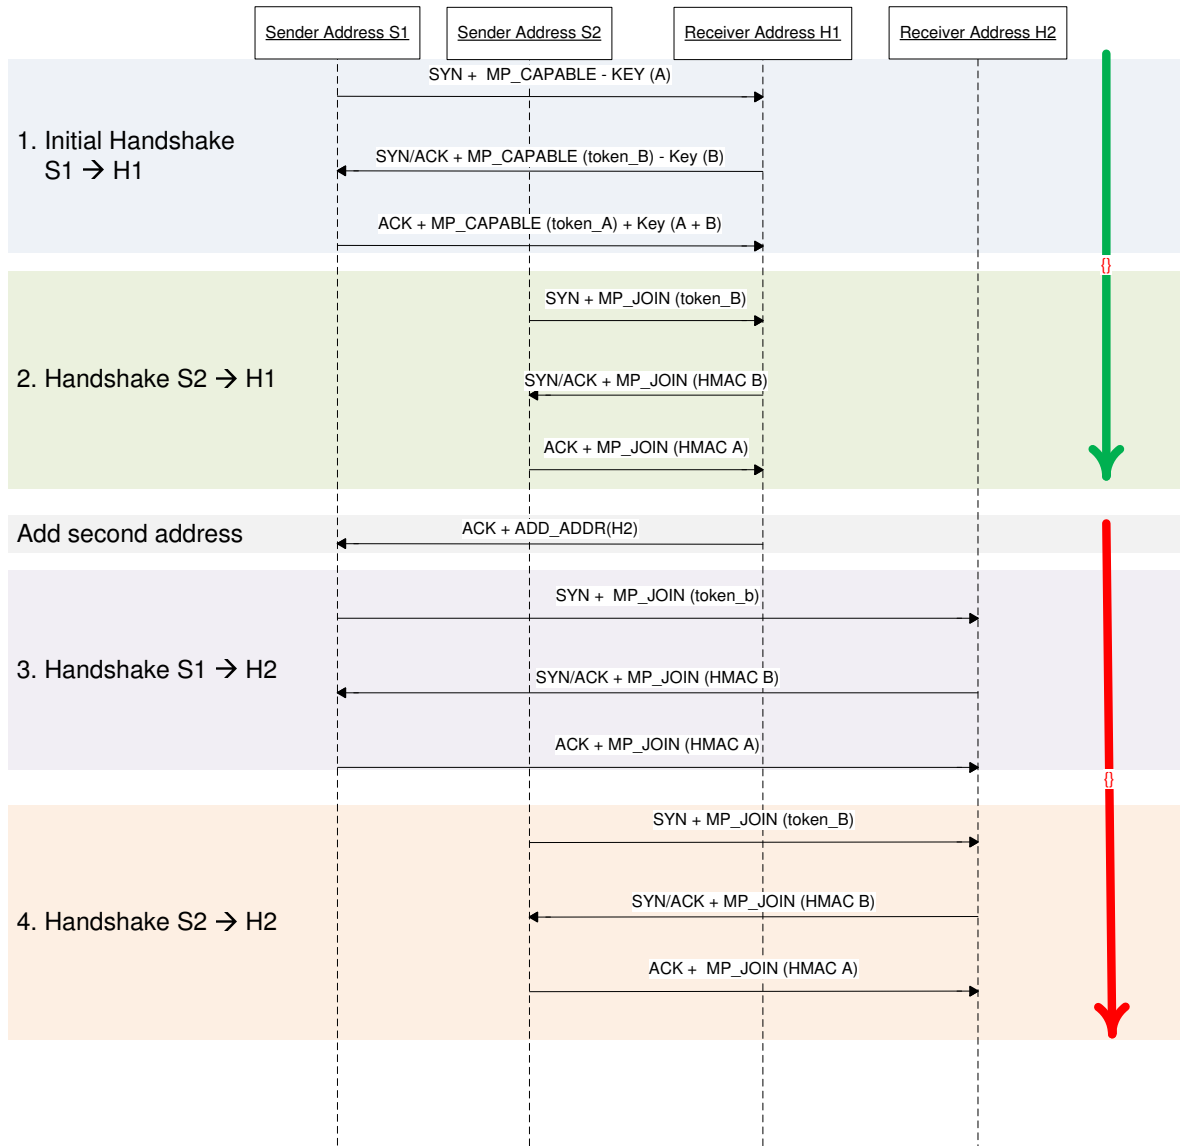 Sender Address S1
Sender Address S2
Receiver Address H1
Receiver Address H2
SYN +  MP_CAPABLE - KEY (A)
1. Initial Handshake
S1 → H1
SYN/ACK + MP_CAPABLE (token_B) - Key (B)
ACK + MP_CAPABLE (token_A) + Key (A + B)
{}
SYN + MP_JOIN (token_B)
2. Handshake S2 → H1
SYN/ACK + MP_JOIN (HMAC B)
ACK + MP_JOIN (HMAC A)
Add second address
ACK + ADD_ADDR(H2)
SYN +  MP_JOIN (token_b)
3. Handshake S1 → H2
SYN/ACK + MP_JOIN (HMAC B)
ACK + MP_JOIN (HMAC A)
{}
SYN + MP_JOIN (token_B)
SYN/ACK + MP_JOIN (HMAC B)
4. Handshake S2 → H2
ACK +  MP_JOIN (HMAC A)